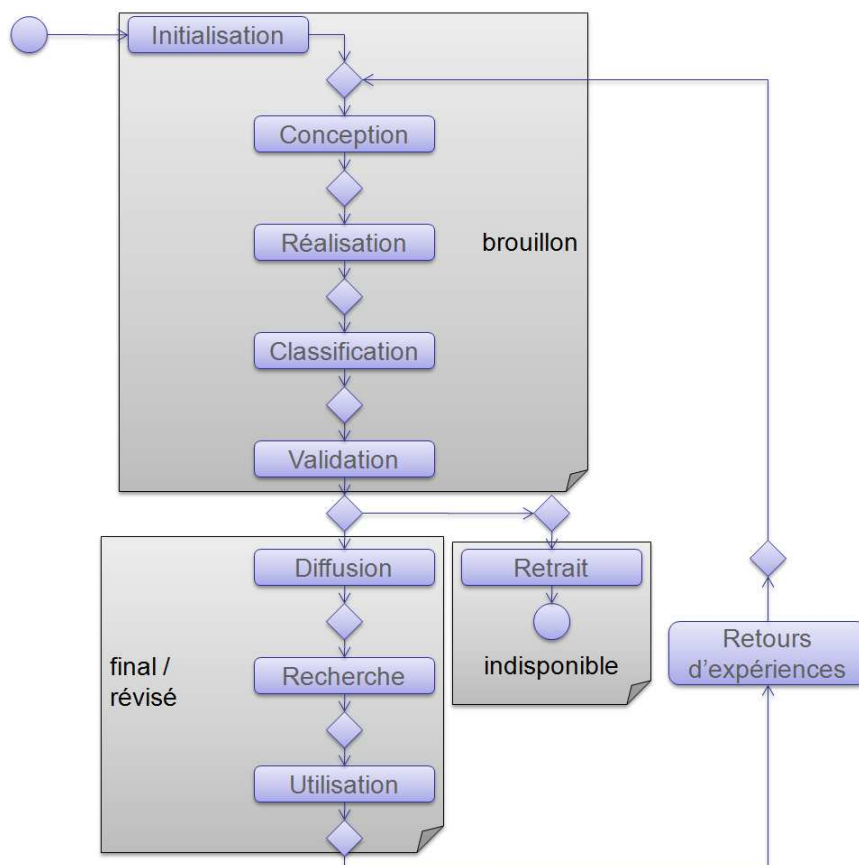 Initialisation
Conception
Réalisation
brouillon
Classification
Validation
Diffusion
Retrait
final /
révisé
Recherche
indisponible
Retours
d'expériences
Utilisation